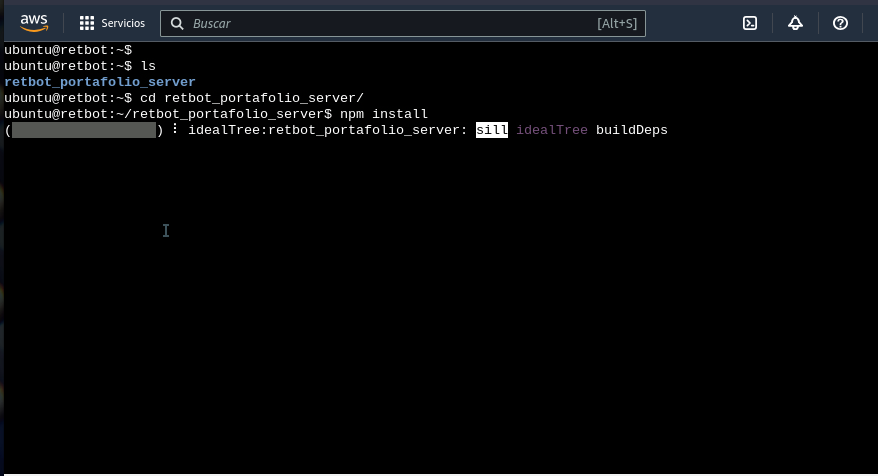 aws Servicios Buscar [Alt+S]
ubuntu@retbot:~$
ubuntu@retbot:~$ ls
retbot_portafolio_server
ubuntu@retbot:~$ cd retbot_portafolio_server/
ubuntu@retbot:~/retbot_portafolio_server$ npm install
( ) ⠸ idealTree:retbot_portafolio_server: sill idealTree buildDeps